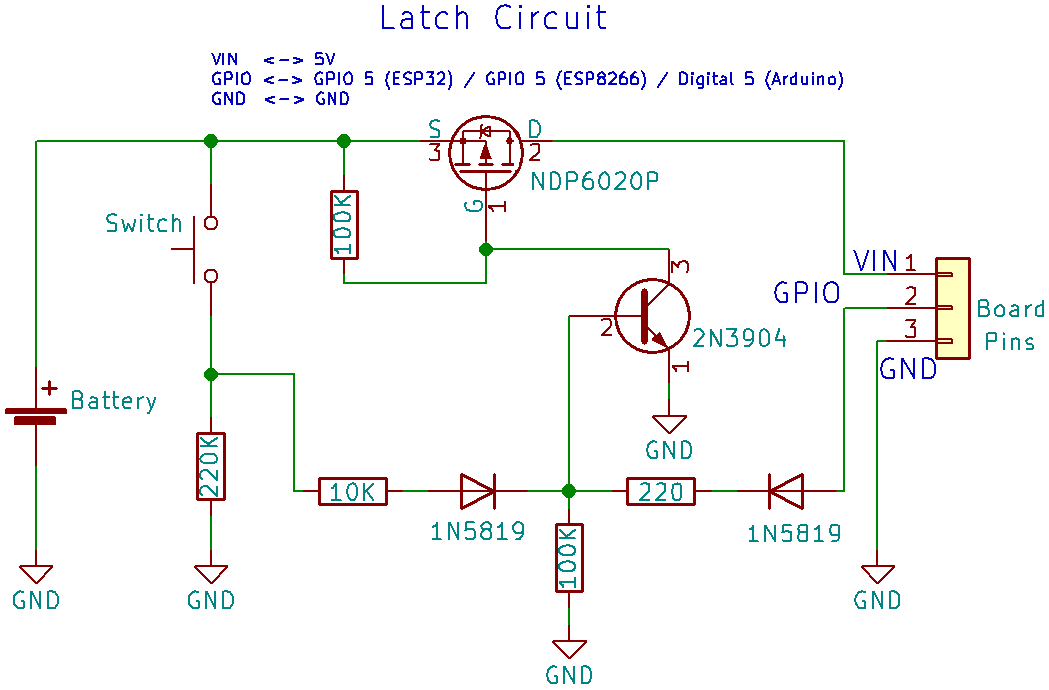 Latch Circuit
VIN <-> 5V
GPIO <-> GPIO 5 (ESP32) / GPIO 5 (ESP8266) / Digital 5 (Arduino)
GND <-> GND
S D
3 2
NDP6020P
G 1
100K
Switch
3
VIN 1
GPIO 2
Board
Pins
2
2N3904
3
1
GND
+
Battery
GND
220K
10K
220
1N5819
1N5819
100K
GND
GND
GND
GND